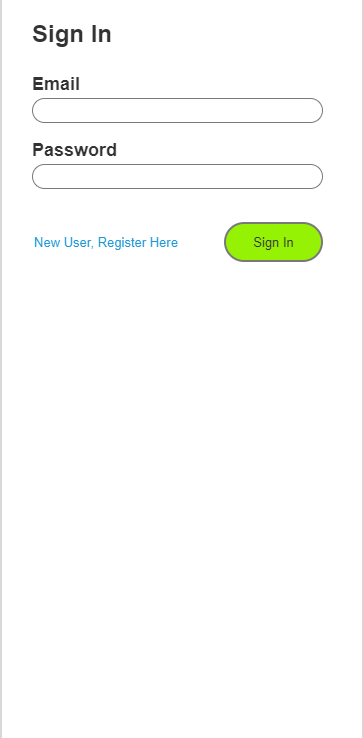 Sign In
Email
Password
New User, Register Here
Sign In